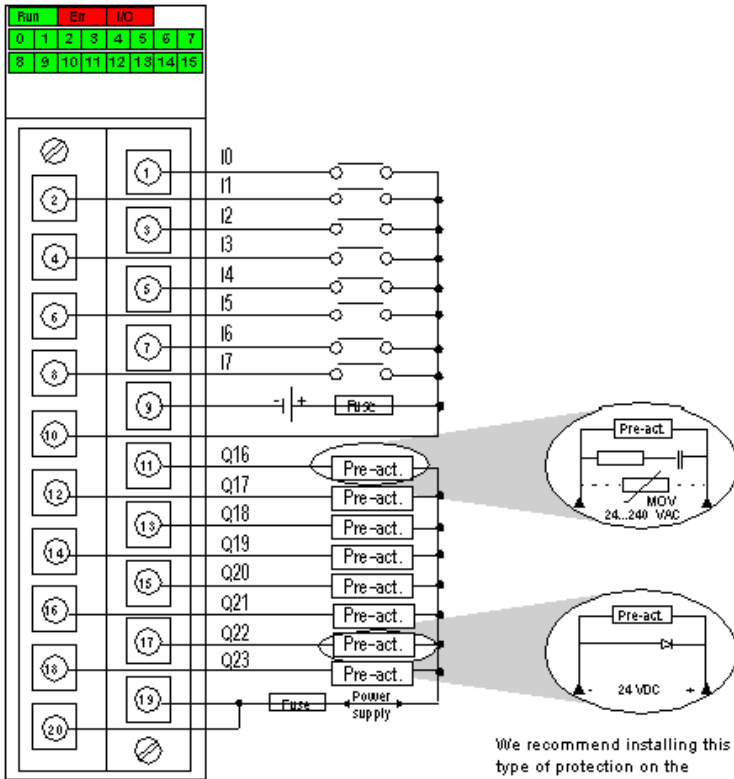 Run Err I/O
0 1 2 3 4 5 6 7
8 9 10 11 12 13 14 15
1 I0
2 I1
3 I2
4 I3
5 I4
6 I5
7 I6
8 I7
9 - + Fuse
10
11 Q16 Pre-act.
12 Q17 Pre-act.
13 Q18 Pre-act.
14 Q19 Pre-act.
15 Q20 Pre-act.
16 Q21 Pre-act.
17 Q22 Pre-act.
18 Q23 Pre-act.
19 Fuse Power
supply
20
Pre-act.
MOV
24...240 VAC
Pre-act.
- 24 VDC +
We recommend installing this
type of protection on the